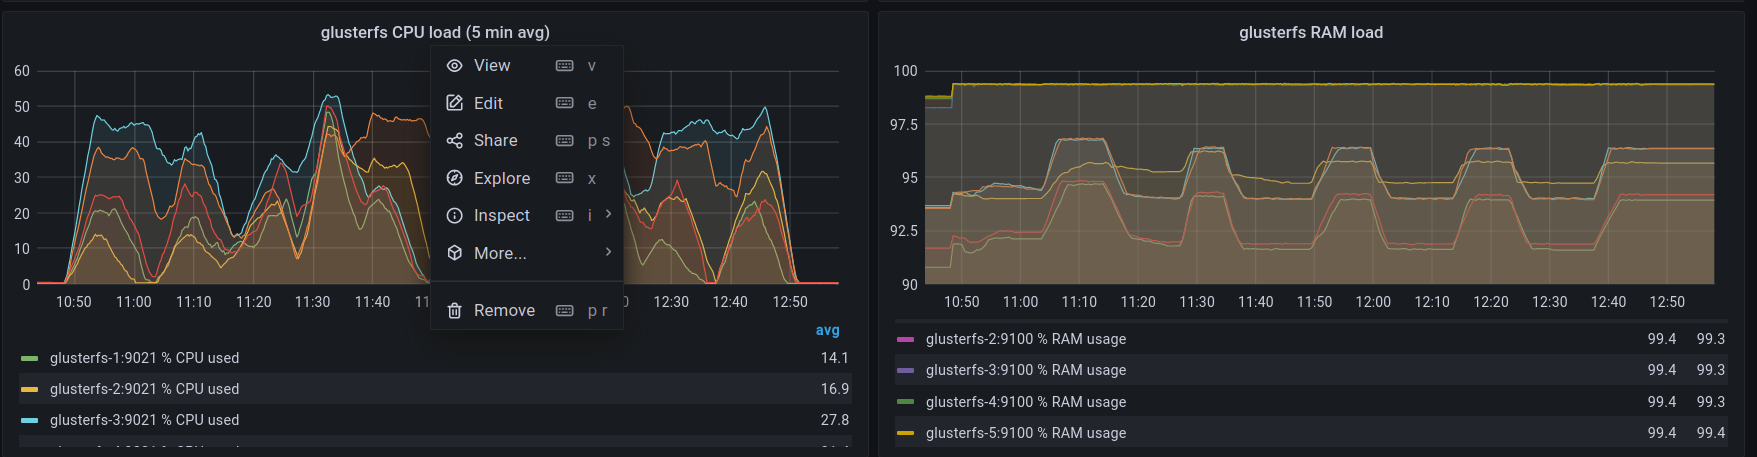 glusterfs CPU load (5 min avg)
60
50
40
30
20
10
0
10:50 11:00 11:10 11:20 11:30 11:40 12:30 12:40 12:50
View v
Edit e
Share p s
Explore x
Inspect i
More...
Remove p r
avg
glusterfs-1:9021 % CPU used 14.1
glusterfs-2:9021 % CPU used 16.9
glusterfs-3:9021 % CPU used 27.8
glusterfs RAM load
100
97.5
95
92.5
90
10:50 11:00 11:10 11:20 11:30 11:40 11:50 12:00 12:10 12:20 12:30 12:40 12:50
glusterfs-2:9100 % RAM usage 99.4 99.3
glusterfs-3:9100 % RAM usage 99.4 99.3
glusterfs-4:9100 % RAM usage 99.4 99.3
glusterfs-5:9100 % RAM usage 99.4 99.4